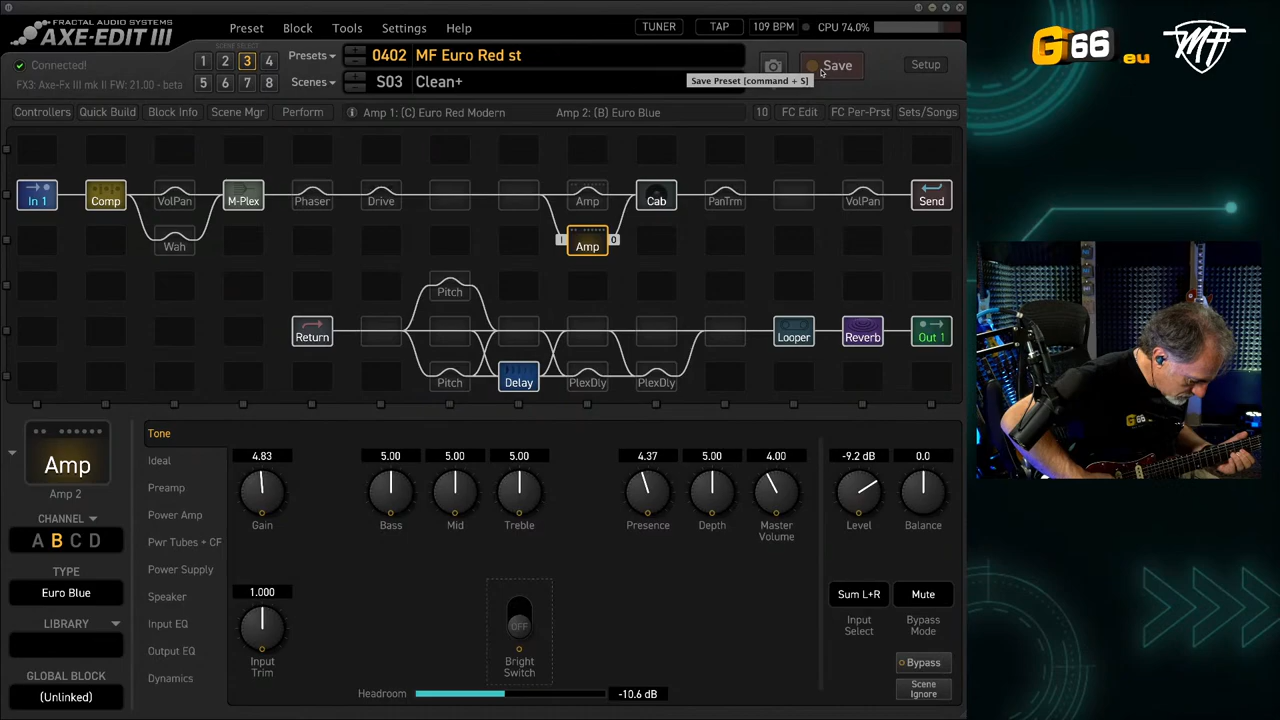 FRACTAL AUDIO SYSTEMS
AXE-EDIT III
Preset Block Tools Settings Help
TUNER TAP 109 BPM CPU 74.0%
SCENE SELECT
Connected!
FX3: Axe-Fx III mk II FW: 21.00 - beta
1 2 3 4
5 6 7 8
Presets 0402 MF Euro Red st
Scenes S03 Clean+
Save
Setup
Save Preset [command + S]
Controllers Quick Build Block Info Scene Mgr Perform Amp 1: (C) Euro Red Modern Amp 2: (B) Euro Blue 10 FC Edit FC Per-Prst Sets/Songs
In 1 Comp VolPan M-Plex Phaser Drive Amp Cab PanTrm VolPan Send
Wah I Amp O
Pitch
Return Looper Reverb Out 1
Pitch Delay PlexDly PlexDly
Amp
Amp 2
CHANNEL
A B C D
TYPE
Euro Blue
LIBRARY
GLOBAL BLOCK
(Unlinked)
Tone
Ideal
Preamp
Power Amp
Pwr Tubes + CF
Power Supply
Speaker
Input EQ
Output EQ
Dynamics
4.83 5.00 5.00 5.00 4.37 5.00 4.00 -9.2 dB 0.0
Gain Bass Mid Treble Presence Depth Master Volume Level Balance
1.000
Input Trim
OFF
Bright Switch
Sum L+R Mute
Input Select
Bypass Mode
Bypass
Scene Ignore
Headroom -10.6 dB
G66
eu
MF
G66